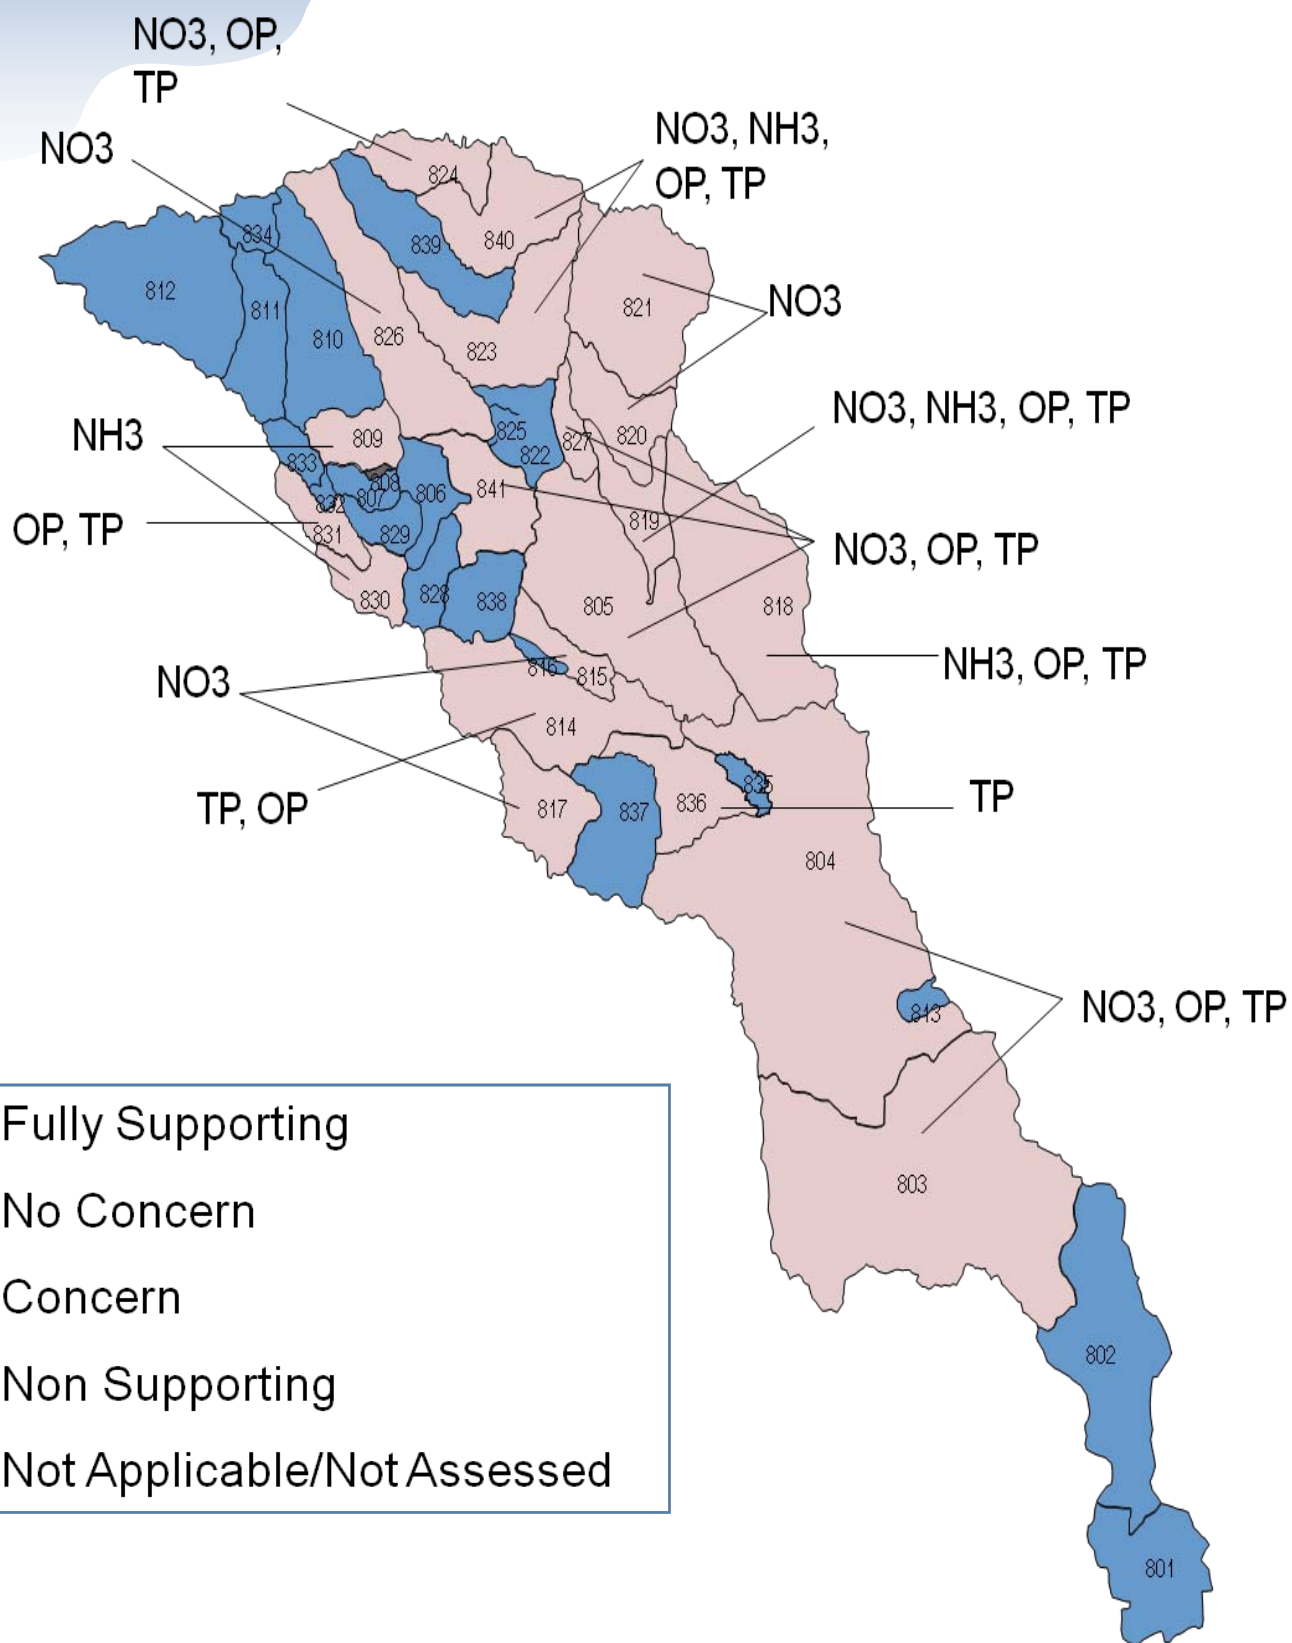 NO3, OP,
TP
NO3
NO3, NH3,
OP, TP
824
834
839
840
812
811
810
826
823
821
NO3
NO3, NH3, OP, TP
NH3
809
825
822
827
820
833
808
807
806
841
832
831
829
819
OP, TP
NO3, OP, TP
830
828
838
805
818
NH3, OP, TP
816
815
NO3
814
TP, OP
817
837
836
835
TP
804
813
NO3, OP, TP
803
802
801
Fully Supporting
No Concern
Concern
Non Supporting
Not Applicable/Not Assessed